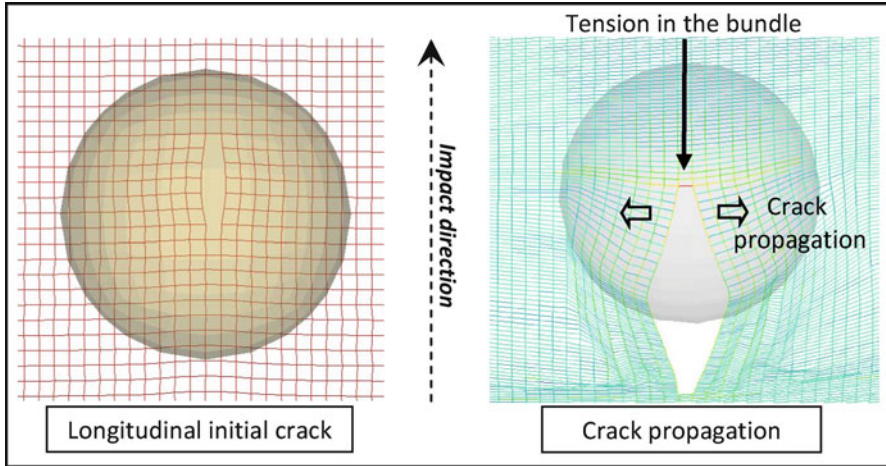 Tension in the bundle
Impact direction
Crack
propagation
Longitudinal initial crack
Crack propagation